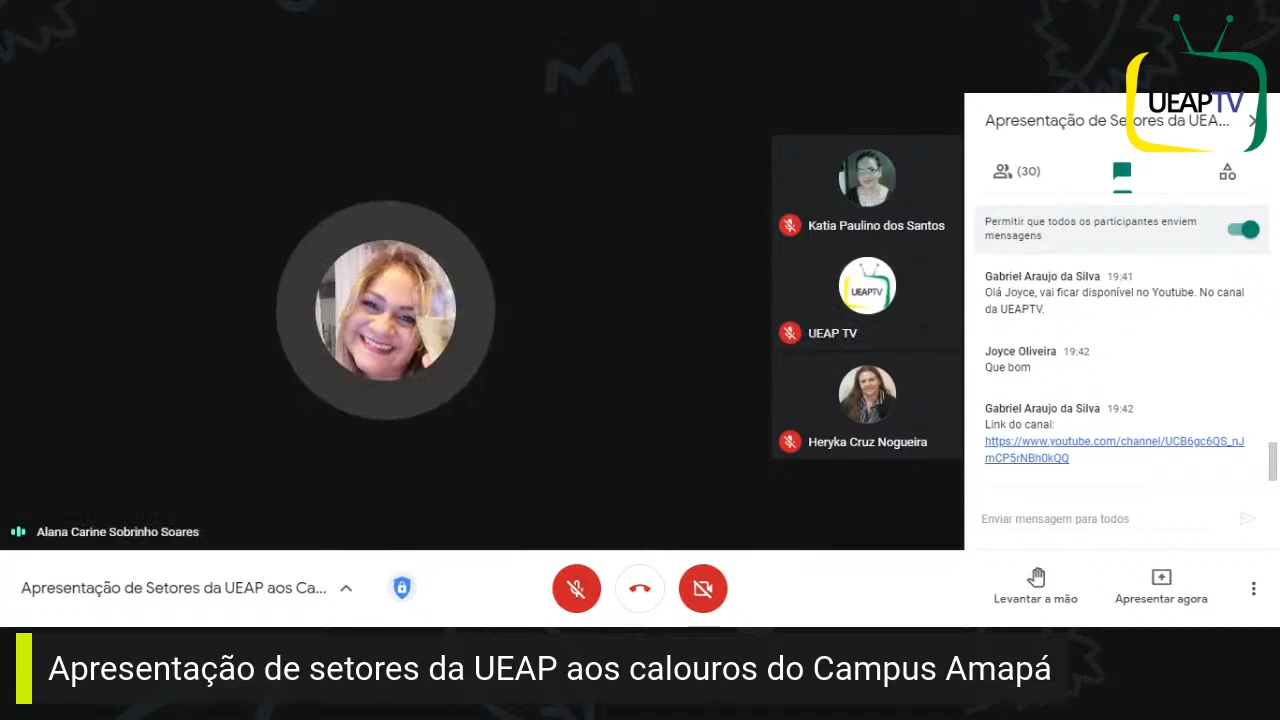 UEAPTV
Apresentação de Setores da UEA...
(30)
Permitir que todos os participantes enviem
mensagens
Gabriel Araujo da Silva 19:41
Olá Joyce, vai ficar disponível no Youtube. No canal
da UEAPTV.
Joyce Oliveira 19:42
Que bom
Gabriel Araujo da Silva 19:42
Link do canal:
https://www.youtube.com/channel/UCB6gc6QS_nJ
mCP5rNBh0kQQ
Enviar mensagem para todos
Katia Paulino dos Santos
UEAPTV
UEAP TV
Heryka Cruz Nogueira
Alana Carine Sobrinho Soares
Apresentação de Setores da UEAP aos Ca...
Levantar a mão
Apresentar agora
Apresentação de setores da UEAP aos calouros do Campus Amapá